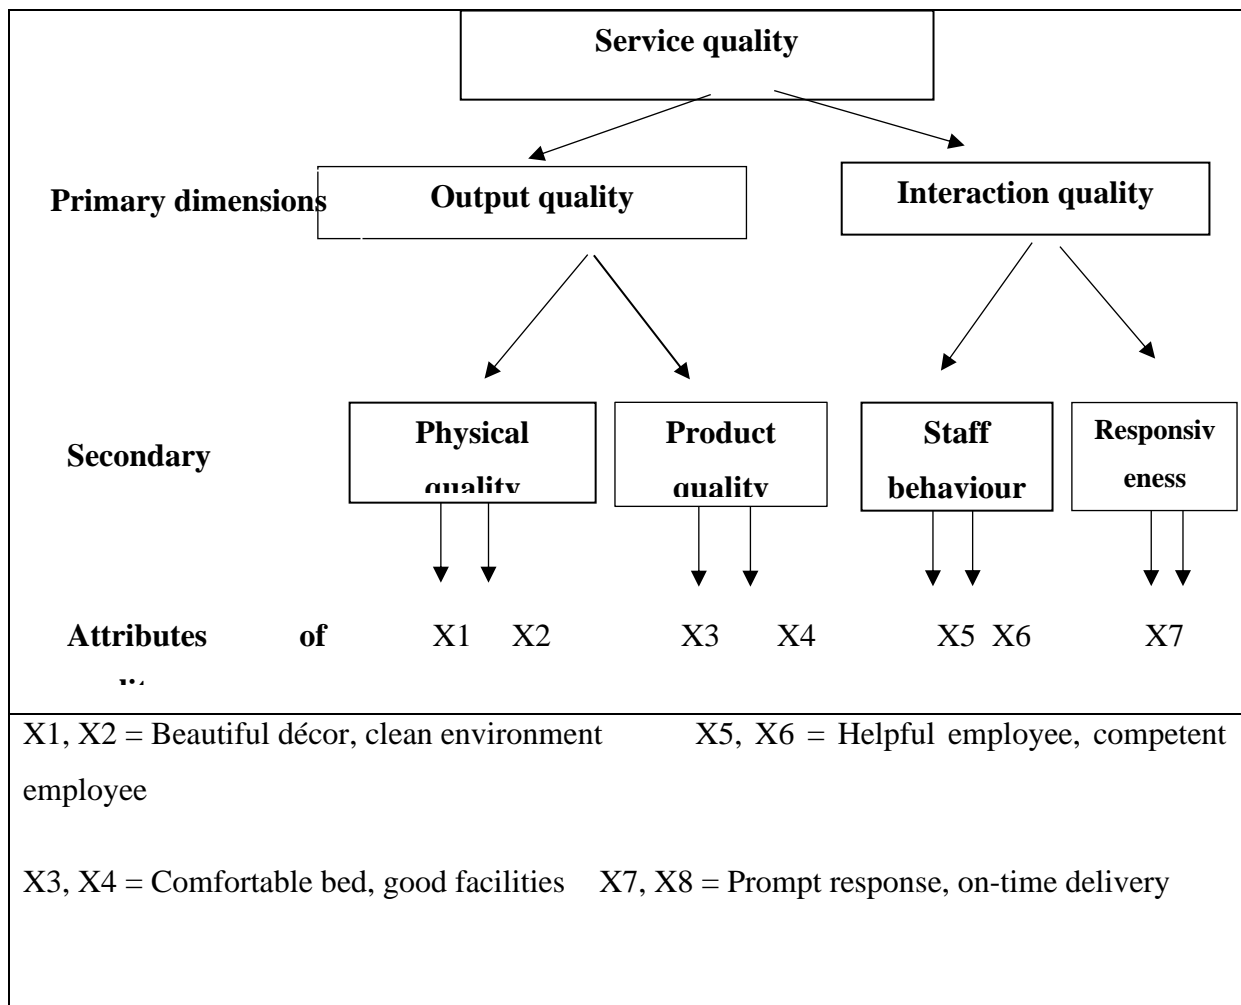 Service quality
Primary dimensions Output quality Interaction quality
Physical Product Staff Responsiv
Secondary
quality quality behaviour eness
Attributes of X1 X2 X3 X4 X5 X6 X7
X1, X2 = Beautiful décor, clean environment X5, X6 = Helpful employee, competent
employee
X3, X4 = Comfortable bed, good facilities X7, X8 = Prompt response, on-time delivery